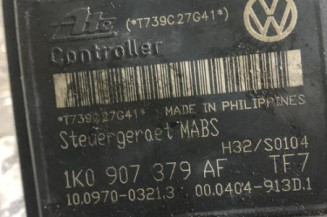 Ate (*T739C27G41*)
Controller
*T739C27G41* MADE IN PHILIPPINES
Steuergeraet MABS
H32/S0104
1K0 907 379 AF TF7
10.0970-0321.3 00.0404-913D.1